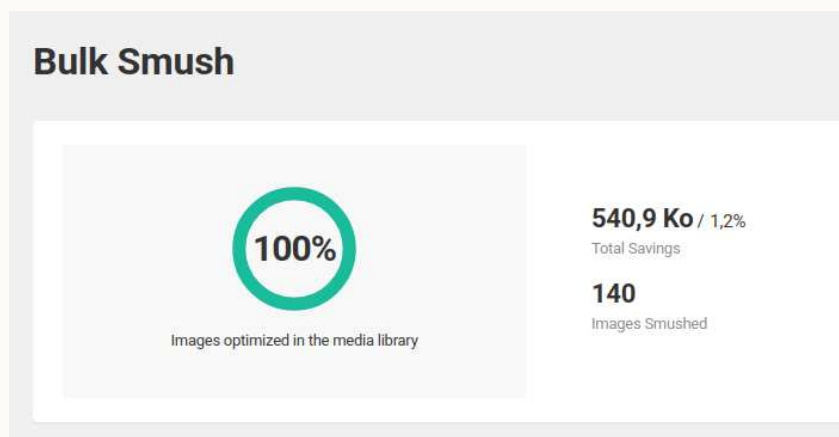 Bulk Smush
100%
Images optimized in the media library
540,9 Ko / 1,2%
Total Savings
140
Images Smushed